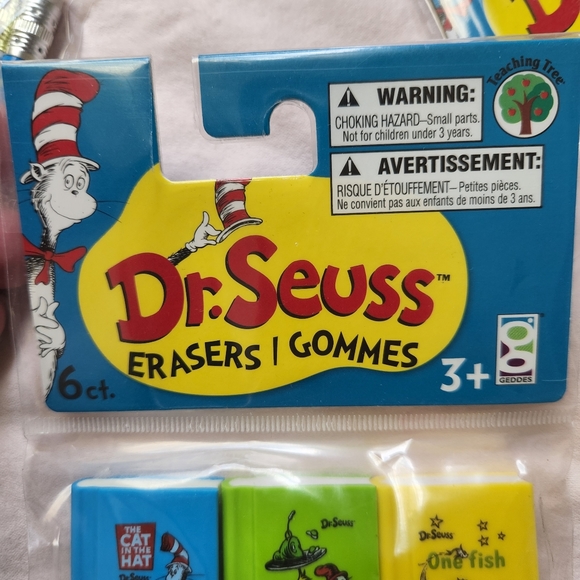 Teaching Tree
WARNING:
CHOKING HAZARD–Small parts.
Not for children under 3 years.
AVERTISSEMENT:
RISQUE D'ÉTOUFFEMENT– Petites pièces.
Ne convient pas aux enfants de moins de 3 ans.
Dr. Seuss™
ERASERS | GOMMES
6 ct.
3+
GEDDES
THE
CAT
IN THE
HAT
Dr. Seuss
Dr. Seuss
Dr. Seuss
One fish